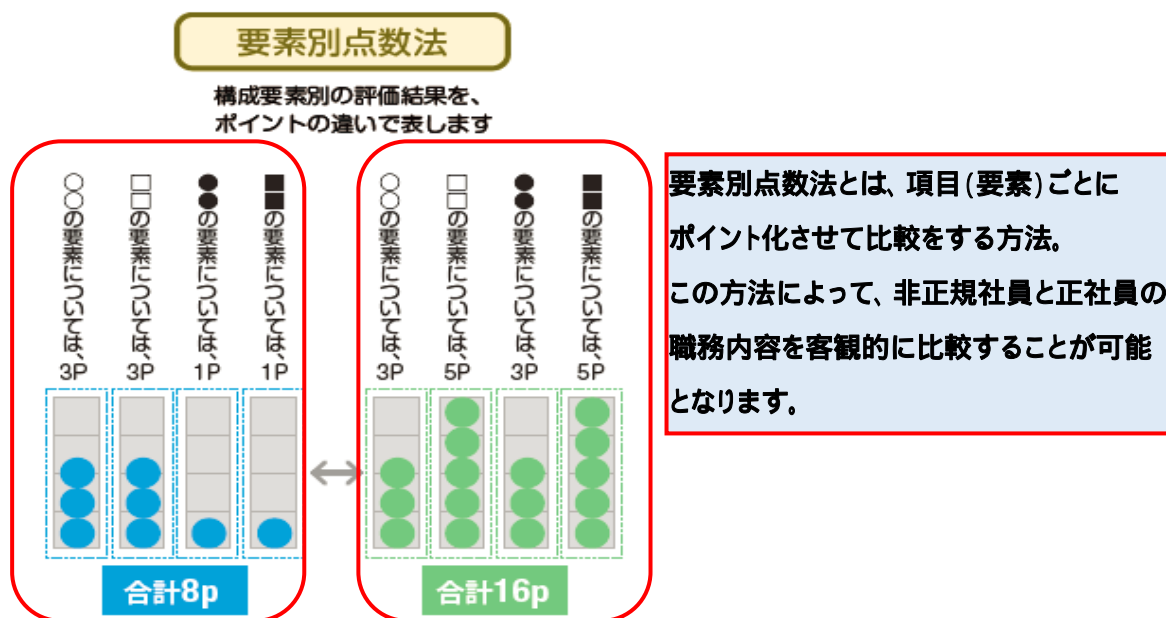 要素別点数法
構成要素別の評価結果を、
ポイントの違いで表します
○○の要素については、3P
□□の要素については、3P
●●の要素については、1P
■■の要素については、1P
合計8p
○○の要素については、3P
□□の要素については、5P
●●の要素については、3P
■■の要素については、5P
合計16p
要素別点数法とは、項目(要素)ごとに
ポイント化させて比較をする方法。
この方法によって、非正規社員と正社員の
職務内容を客観的に比較することが可能
となります。